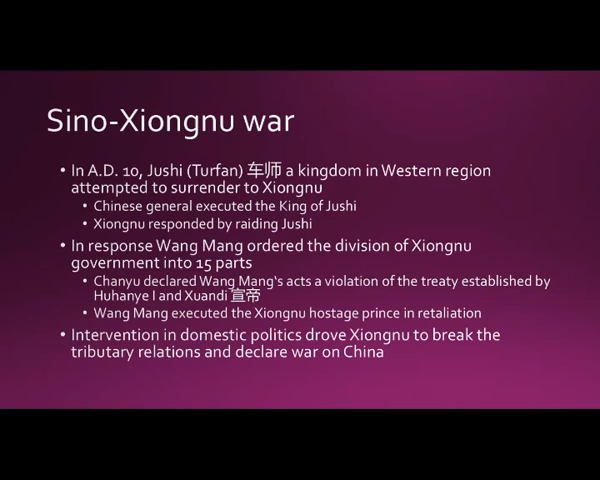 Sino-Xiongnu war
• In A.D. 10, Jushi (Turfan) 车师 a kingdom in Western region
attempted to surrender to Xiongnu
• Chinese general executed the King of Jushi
• Xiongnu responded by raiding Jushi
• In response Wang Mang ordered the division of Xiongnu
government into 15 parts
• Chanyu declared Wang Mang's acts a violation of the treaty established by
Huhanye I and Xuandi 宣帝
• Wang Mang executed the Xiongnu hostage prince in retaliation
• Intervention in domestic politics drove Xiongnu to break the
tributary relations and declare war on China